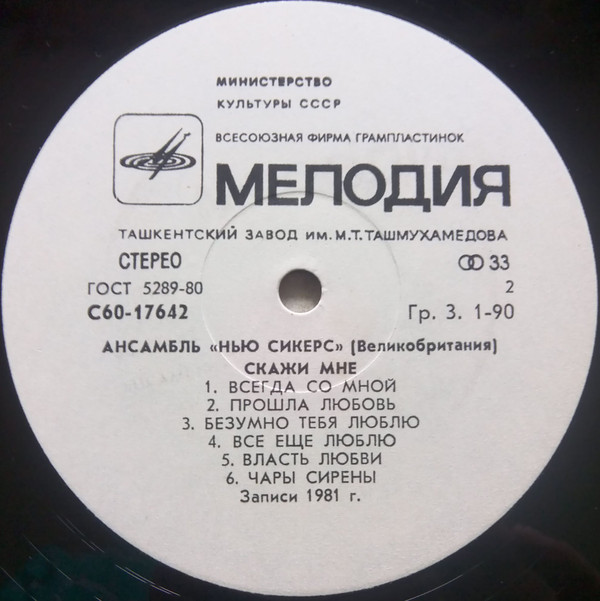 МИНИСТЕРСТВО
КУЛЬТУРЫ СССР
ВСЕСОЮЗНАЯ ФИРМА ГРАМПЛАСТИНОК
МЕЛОДИЯ
ТАШКЕНТСКИЙ ЗАВОД ИМ. М.Т. ТАШМУХАМЕДОВА
СТЕРЕО 33
ГОСТ 5289-80 2
С60-17642 Гр. 3. 1-90
АНСАМБЛЬ «НЬЮ СИКЕРС» (Великобритания)
СКАЖИ МНЕ
1. ВСЕГДА СО МНОЙ
2. ПРОШЛА ЛЮБОВЬ
3. БЕЗУМНО ТЕБЯ ЛЮБЛЮ
4. ВСЕ ЕЩЕ ЛЮБЛЮ
5. ВЛАСТЬ ЛЮБВИ
6. ЧАРЫ СИРЕНЫ
Записи 1981 г.